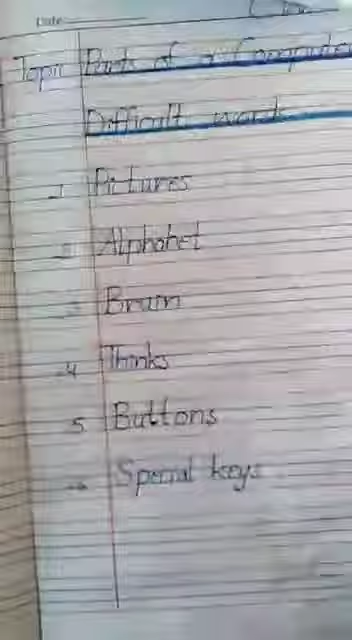 Date
Topic Parts of a Computer
Difficult words
1 Pictures
2 Alphabet
3 Brain
4 Thinks
5 Buttons
6 Special keys